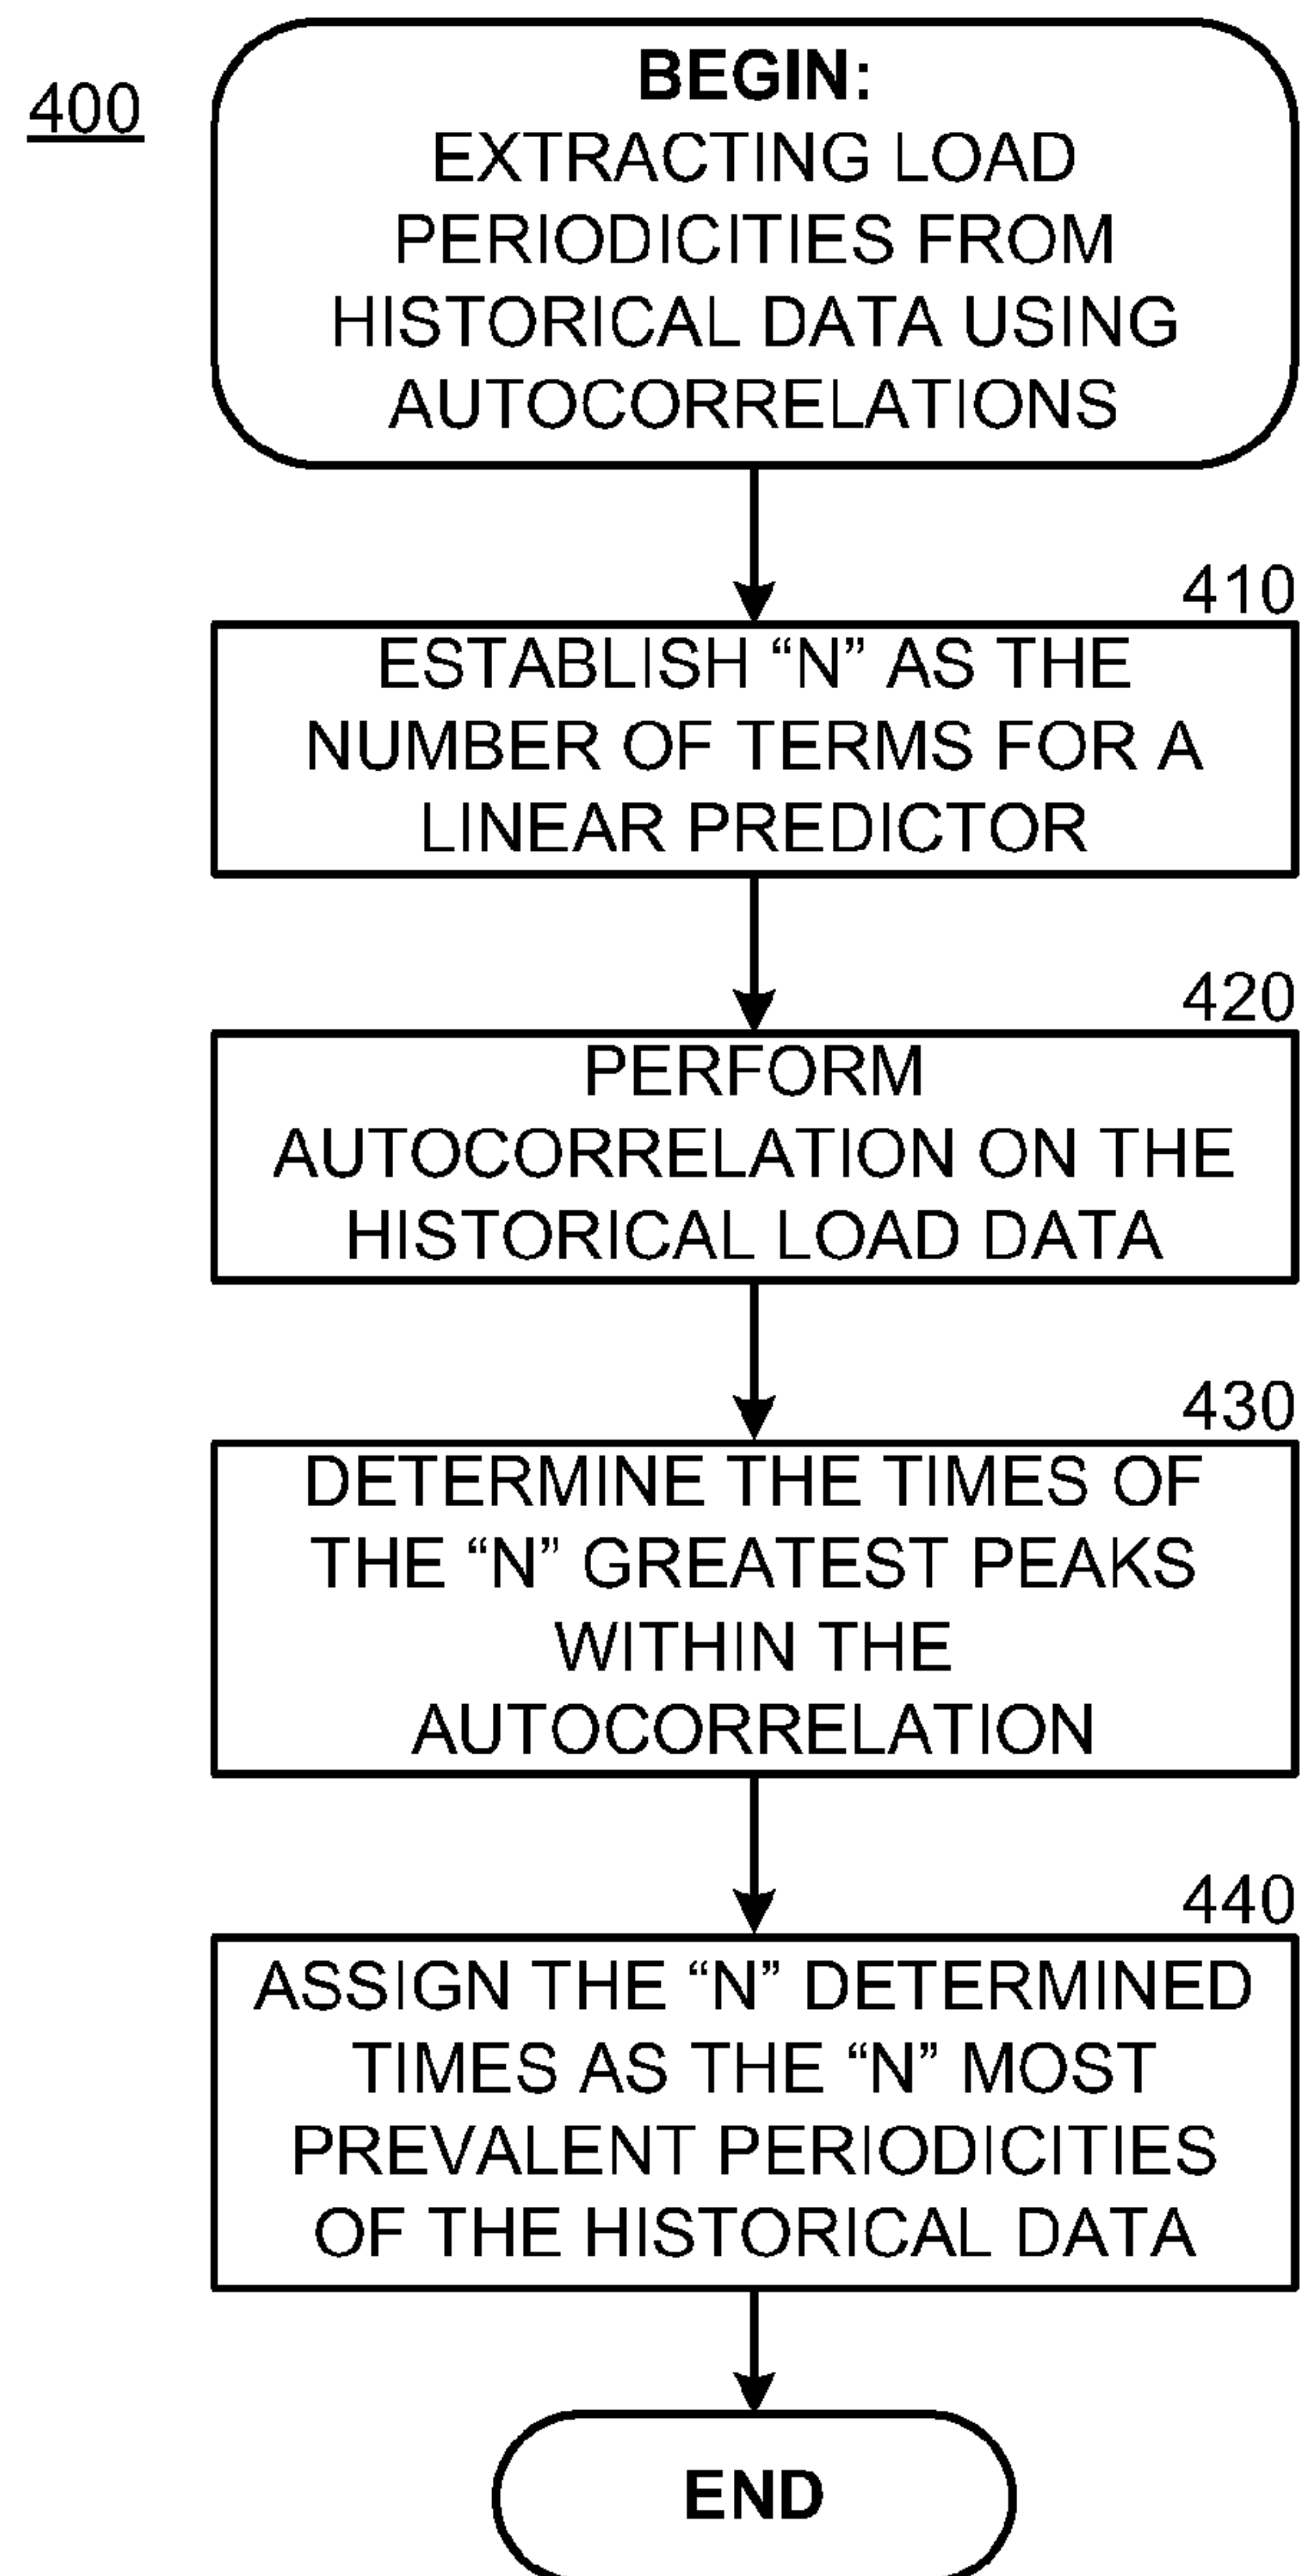 400
BEGIN:
EXTRACTING LOAD
PERIODICITIES FROM
HISTORICAL DATA USING
AUTOCORRELATIONS
410
ESTABLISH “N” AS THE
NUMBER OF TERMS FOR A
LINEAR PREDICTOR
420
PERFORM
AUTOCORRELATION ON THE
HISTORICAL LOAD DATA
430
DETERMINE THE TIMES OF
THE “N” GREATEST PEAKS
WITHIN THE
AUTOCORRELATION
440
ASSIGN THE “N” DETERMINED
TIMES AS THE “N” MOST
PREVALENT PERIODICITIES
OF THE HISTORICAL DATA
END